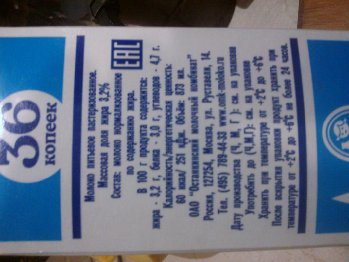 36
копеек
EAC
Молоко питьевое пастеризованное.
Массовая доля жира 3,2%
Состав: молоко нормализованное
по содержанию жира.
В 100 г продукта содержится:
жира - 3,2 г, белка - 3,0 г, углеводов - 4,7 г.
Калорийность/энергетическая ценность:
60 ккал/ 251 кДж. Объём: 873 мл.
ОАО "Останкинский молочный комбинат"
Россия, 127254, Москва, ул. Руставели, 14.
Тел. (495) 789-44-33 www.omk-moloko.ru
Дата производства (Ч, М, Г): см. на упаковке
Употребить до (Ч,М,Г): см. на упаковке
Хранить при температуре от +2°C до +6°C
После вскрытия упаковки продукт хранить при
температуре от +2°C до +6°C не более 24 часов.